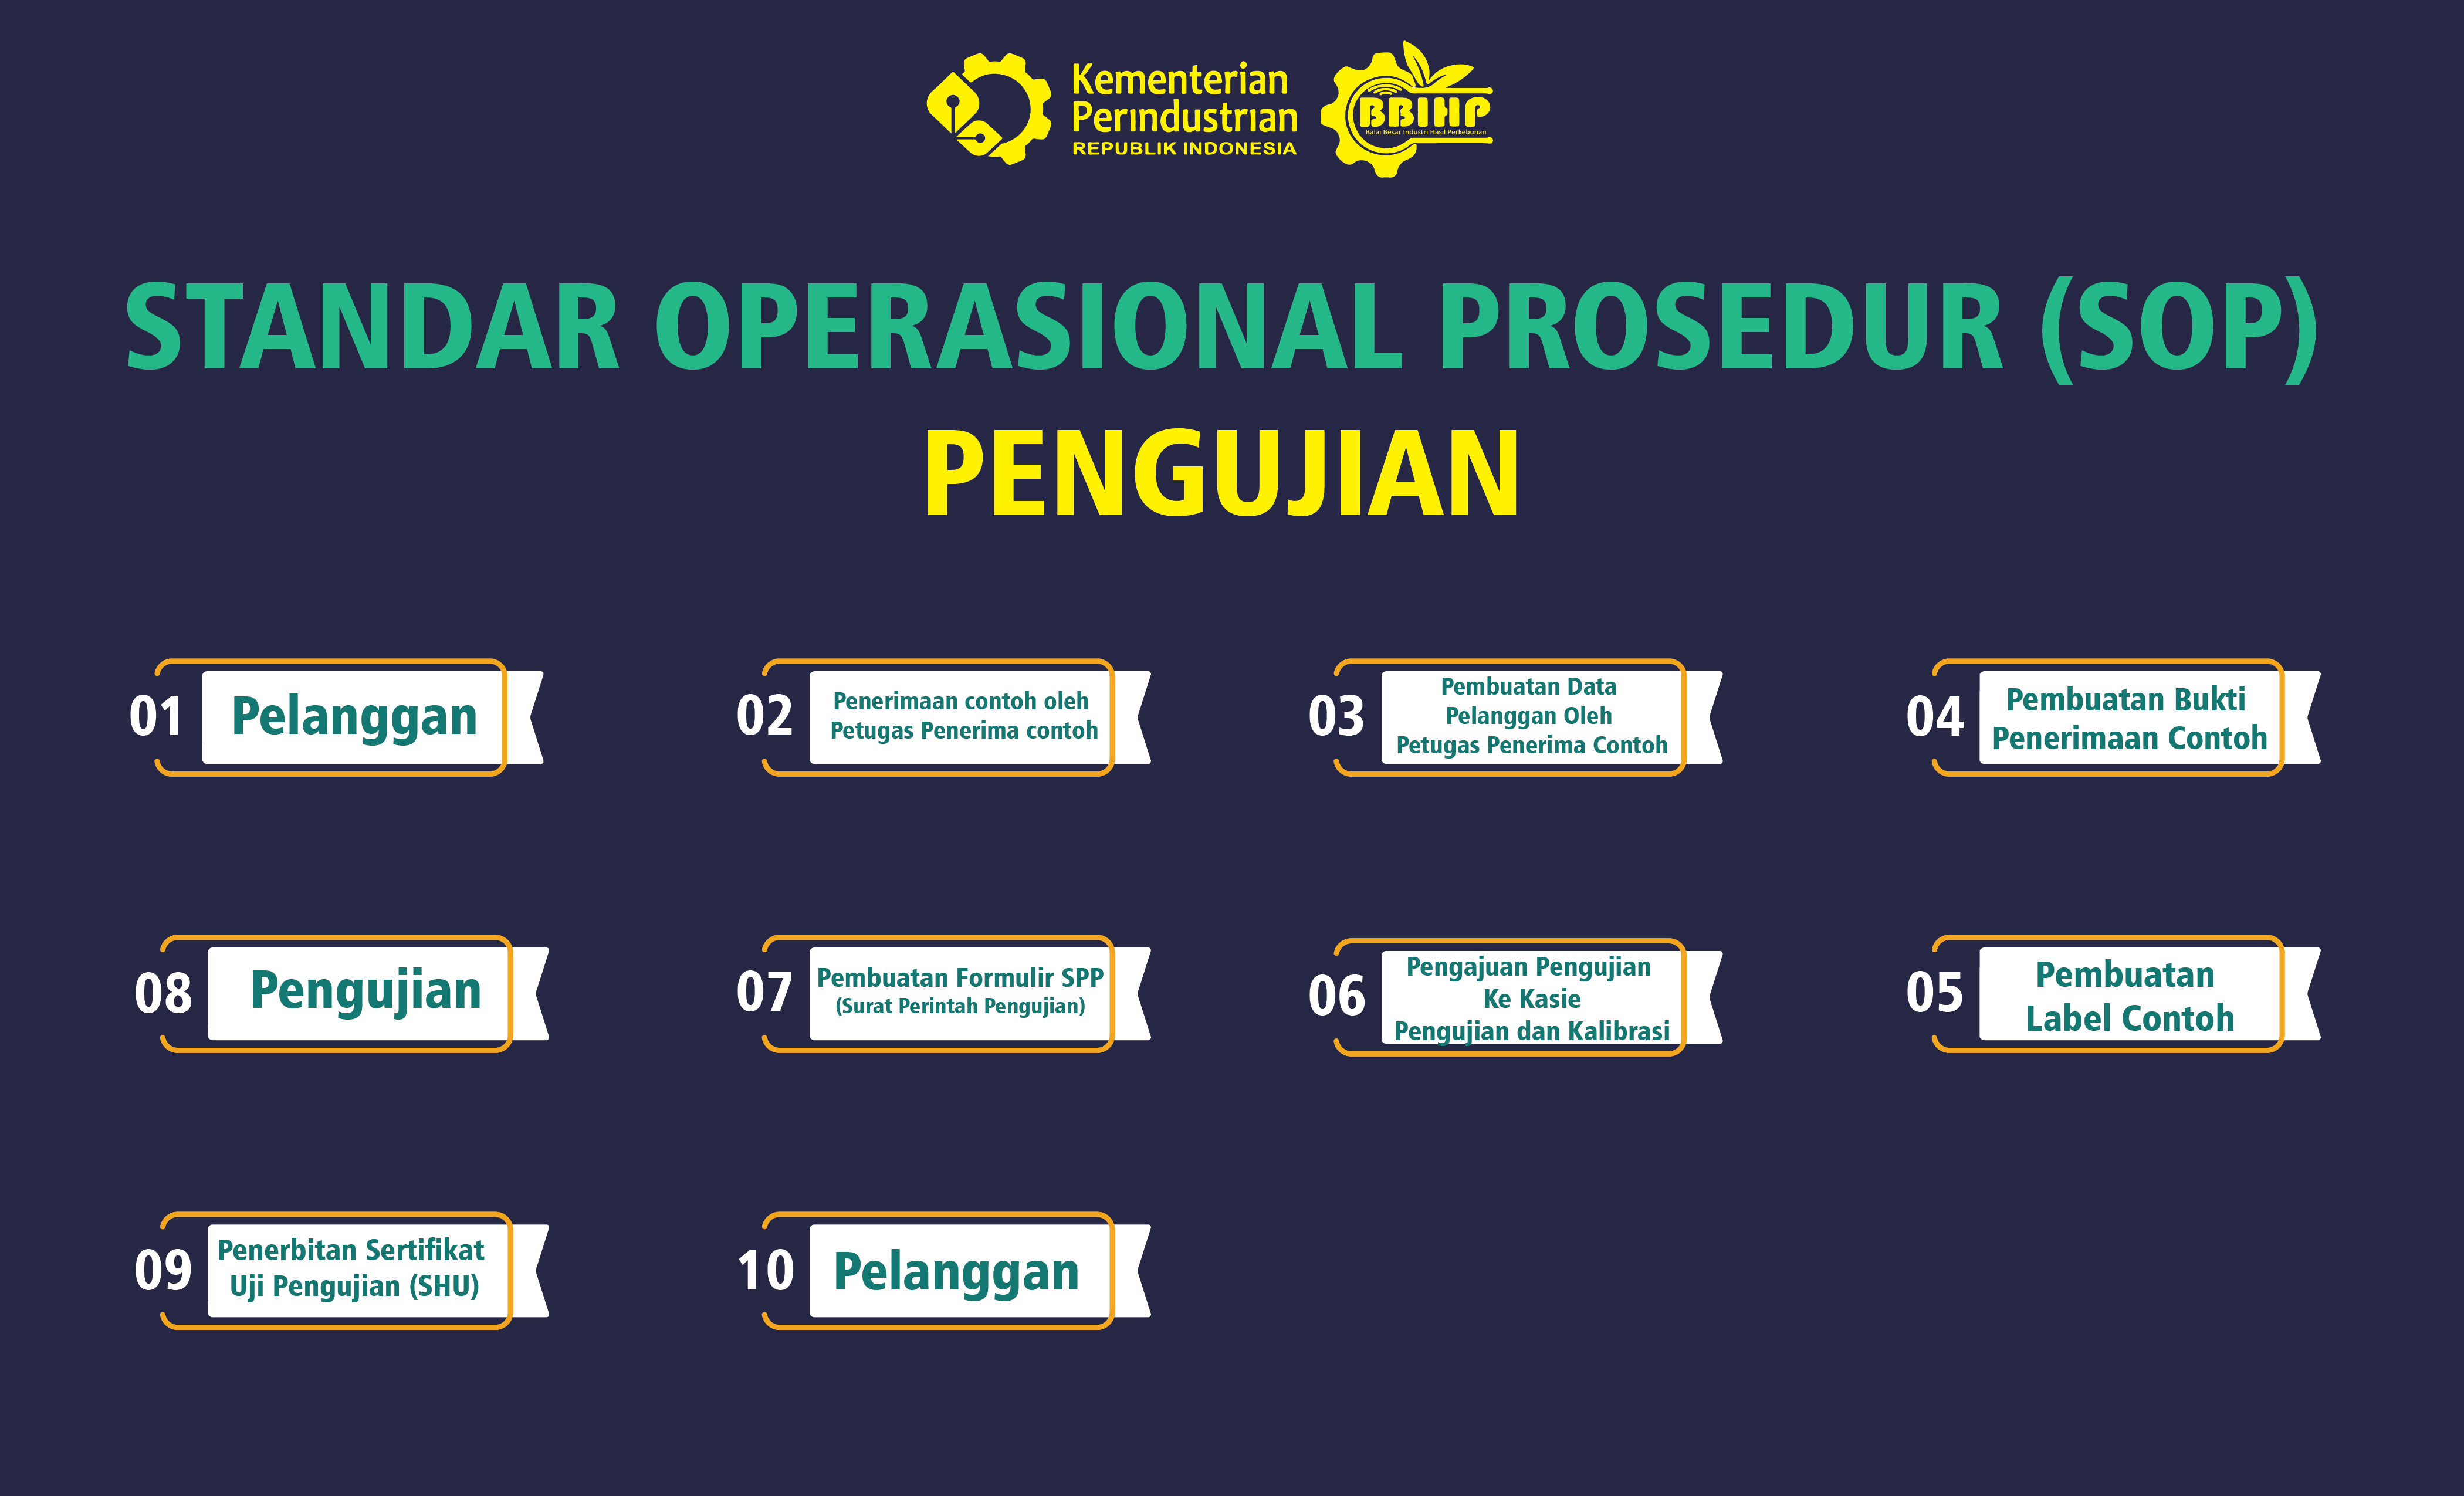 Kementerian
Perindustrian
REPUBLIK INDONESIA
BBIHP
Balai Besar Industri Hasil Perkebunan
STANDAR OPERASIONAL PROSEDUR (SOP)
PENGUJIAN
01
Pelanggan
02
Penerimaan contoh oleh
Petugas Penerima contoh
03
Pembuatan Data
Pelanggan Oleh
Petugas Penerima Contoh
04
Pembuatan Bukti
Penerimaan Contoh
05
Pembuatan
Label Contoh
06
Pengajuan Pengujian
Ke Kasie
Pengujian dan Kalibrasi
07
Pembuatan Formulir SPP
(Surat Perintah Pengujian)
08
Pengujian
09
Penerbitan Sertifikat
Uji Pengujian (SHU)
10
Pelanggan